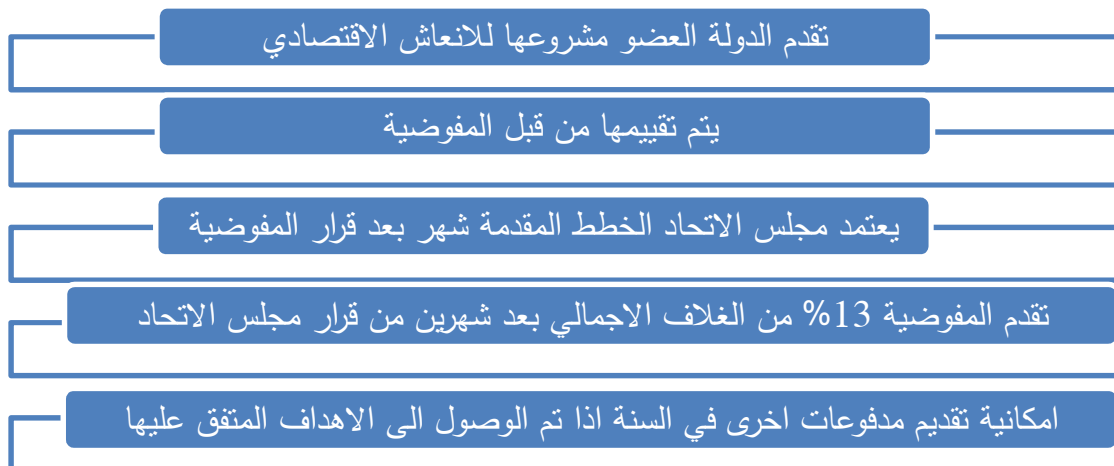 تقدم الدولة العضو مشروعها للانعاش الاقتصادي
يتم تقييمها من قبل المفوضية
يعتمد مجلس الاتحاد الخطط المقدمة شهر بعد قرار المفوضية
تقدم المفوضية 13% من الغلاف الاجمالي بعد شهرين من قرار مجلس الاتحاد
امكانية تقديم مدفوعات اخرى في السنة اذا تم الوصول الى الاهداف المتفق عليها